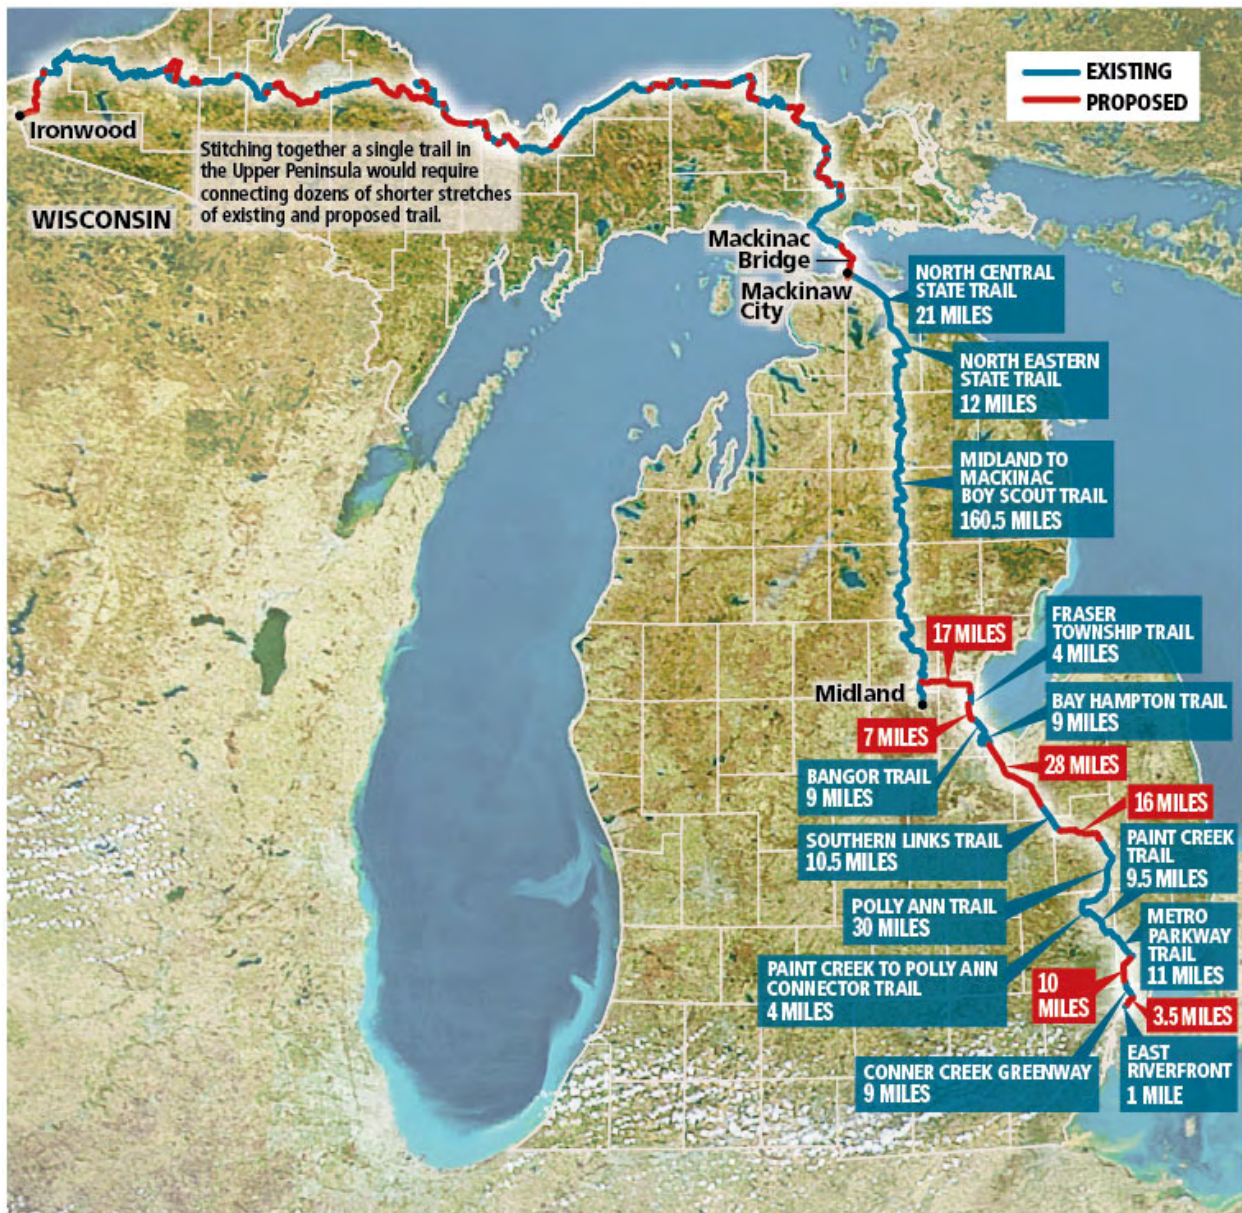 EXISTING
PROPOSED
Ironwood
Stitching together a single trail in
the Upper Peninsula would require
connecting dozens of shorter stretches
of existing and proposed trail.
WISCONSIN
Mackinac
Bridge
Mackinaw
City
NORTH CENTRAL
STATE TRAIL
21 MILES
NORTH EASTERN
STATE TRAIL
12 MILES
MIDLAND TO
MACKINAC
BOY SCOUT TRAIL
160.5 MILES
17 MILES
FRASER
TOWNSHIP TRAIL
4 MILES
Midland
BAY HAMPTON TRAIL
9 MILES
7 MILES
28 MILES
BANGOR TRAIL
9 MILES
16 MILES
SOUTHERN LINKS TRAIL
10.5 MILES
PAINT CREEK
TRAIL
9.5 MILES
POLLY ANN TRAIL
30 MILES
METRO
PARKWAY
TRAIL
11 MILES
PAINT CREEK TO POLLY ANN
CONNECTOR TRAIL
4 MILES
10
MILES
3.5 MILES
EAST
RIVERFRONT
1 MILE
CONNER CREEK GREENWAY
9 MILES